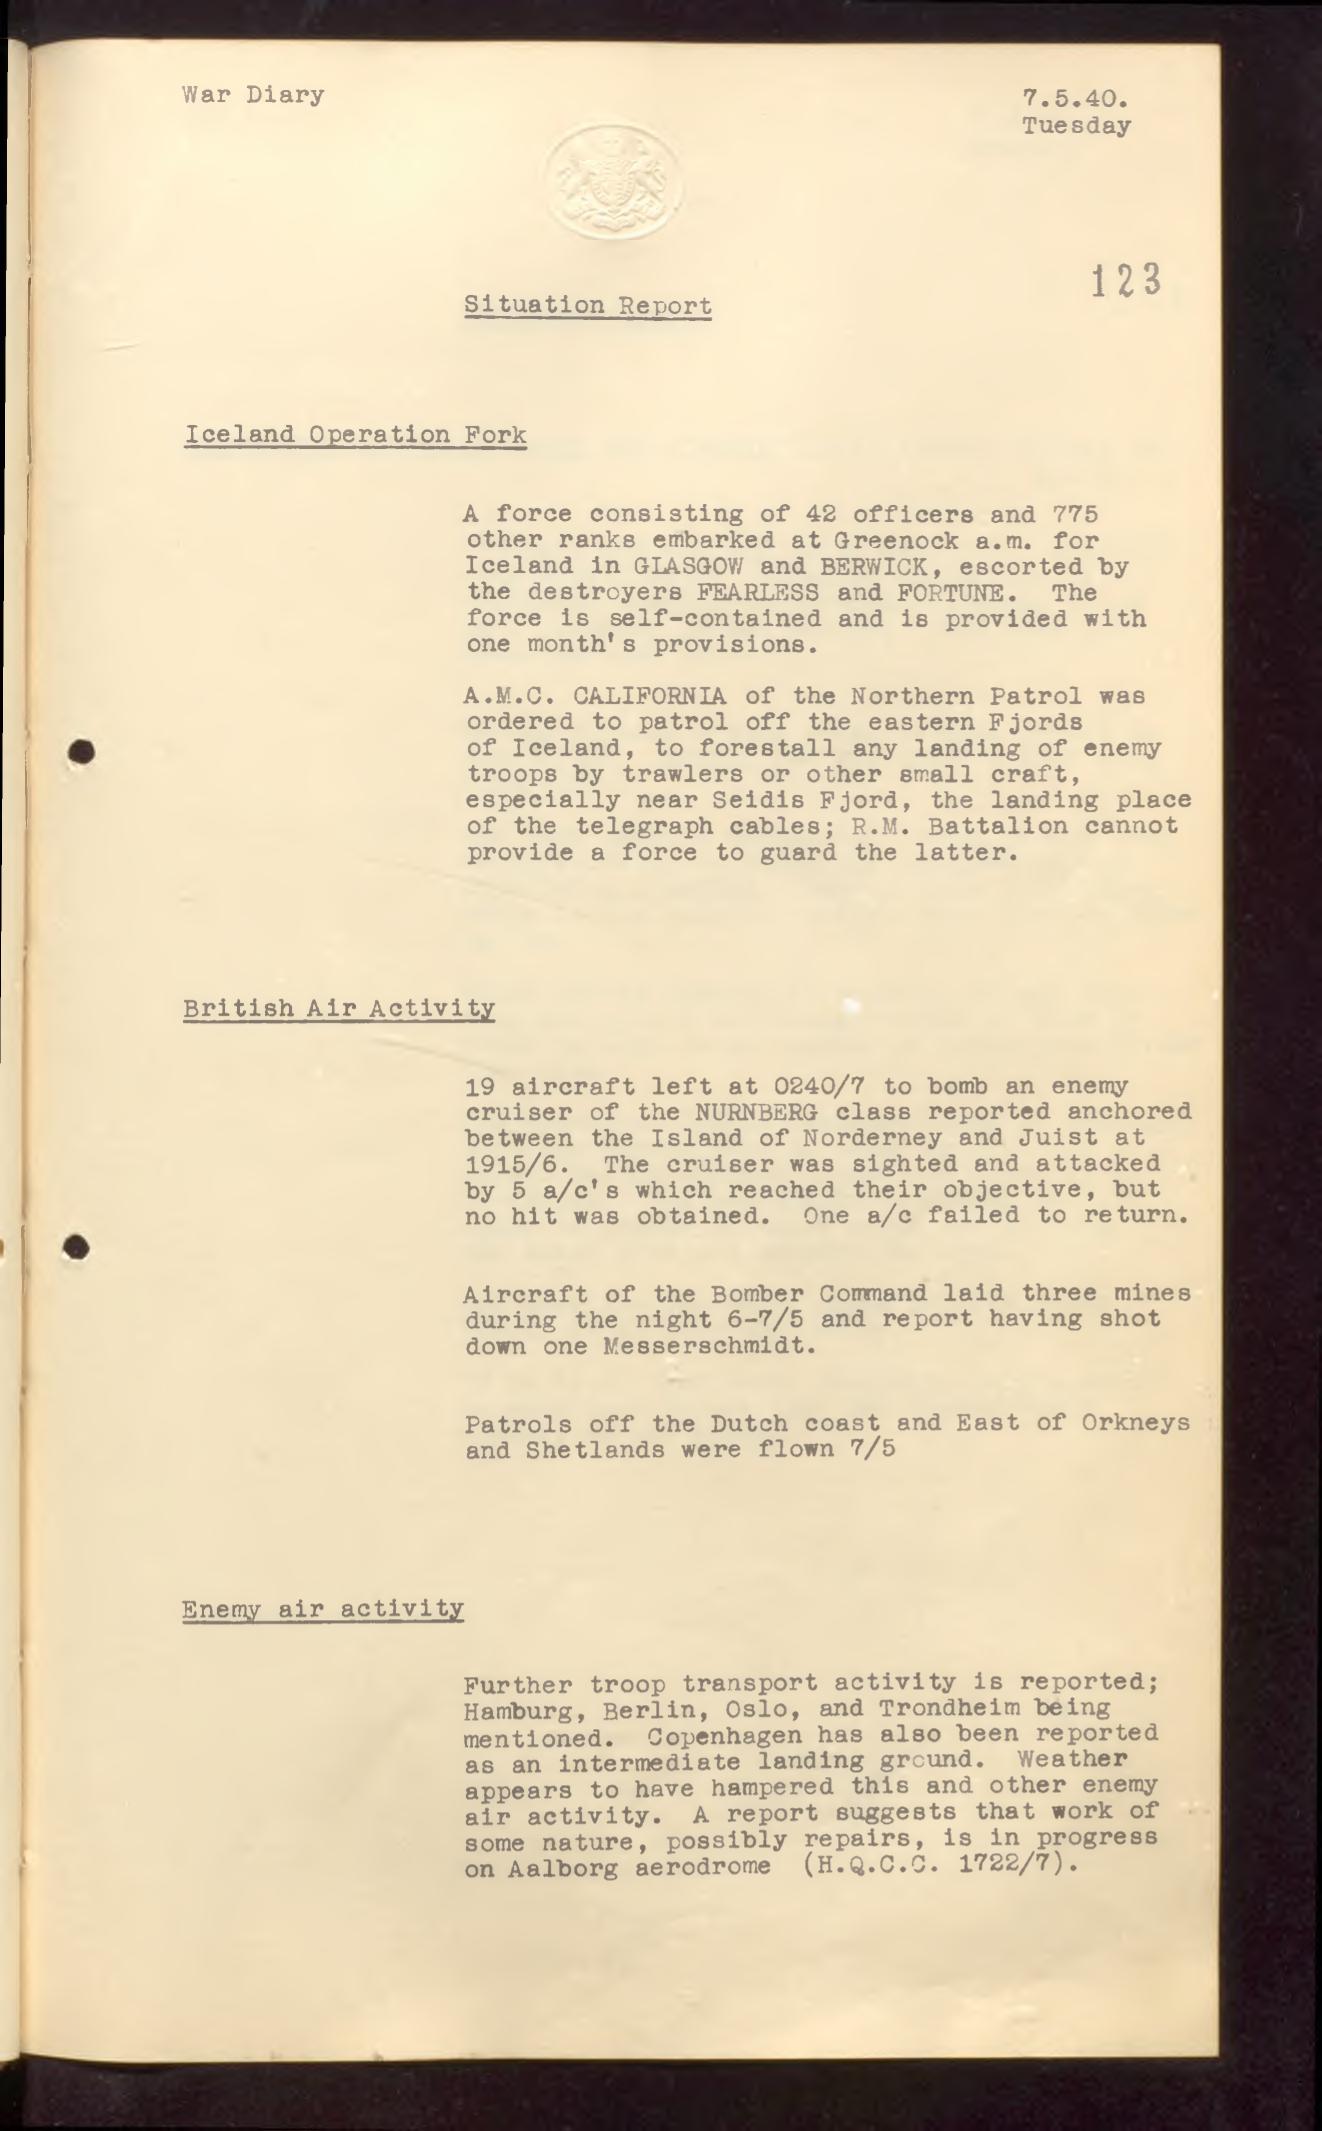 War Diary
7.5.40.
Tuesday
123
Situation Report
Iceland Operation Fork
A force consisting of 42 officers and 775
other ranks embarked at Greenock a.m. for
Iceland in GLASGOW and BERWICK, escorted by
the destroyers FEARLESS and FORTUNE.  The
force is self-contained and is provided with
one month's provisions.
A.M.C. CALIFORNIA of the Northern Patrol was
ordered to patrol off the eastern Fjords
of Iceland, to forestall any landing of enemy
troops by trawlers or other small craft,
especially near Seidis Fjord, the landing place
of the telegraph cables; R.M. Battalion cannot
provide a force to guard the latter.
British Air Activity
19 aircraft left at 0240/7 to bomb an enemy
cruiser of the NURNBERG class reported anchored
between the Island of Norderney and Juist at
1915/6.  The cruiser was sighted and attacked
by 5 a/c's which reached their objective, but
no hit was obtained.  One a/c failed to return.
Aircraft of the Bomber Command laid three mines
during the night 6-7/5 and report having shot
down one Messerschmidt.
Patrols off the Dutch coast and East of Orkneys
and Shetlands were flown 7/5
Enemy air activity
Further troop transport activity is reported;
Hamburg, Berlin, Oslo, and Trondheim being
mentioned.  Copenhagen has also been reported
as an intermediate landing ground.  Weather
appears to have hampered this and other enemy
air activity.  A report suggests that work of
some nature, possibly repairs, is in progress
on Aalborg aerodrome  (H.Q.C.C. 1722/7).